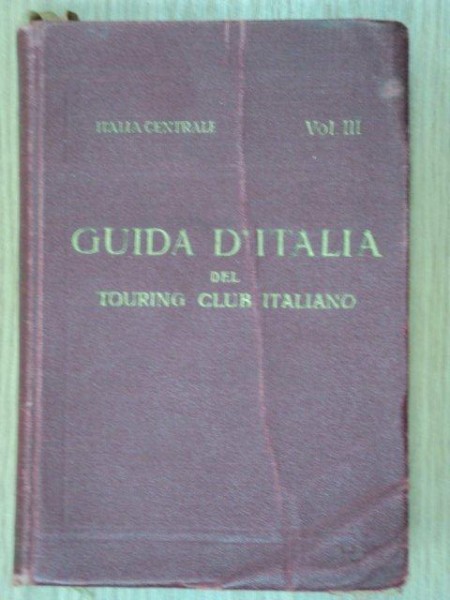 ITALIA CENTRALE Vol. III
GUIDA D'ITALIA
DEL
TOURING CLUB ITALIANO